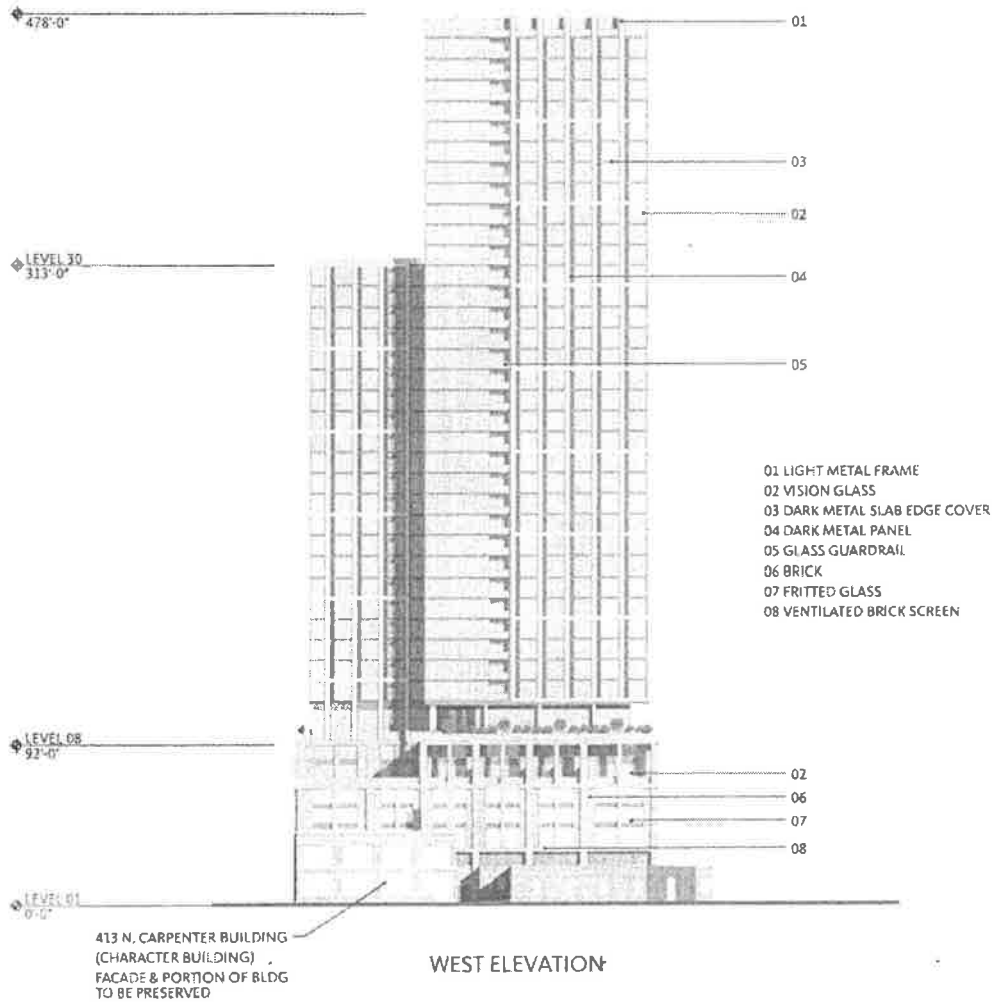 478'-0"
01
03
02
LEVEL 30
313'-0"
04
05
01 LIGHT METAL FRAME
02 VISION GLASS
03 DARK METAL SLAB EDGE COVER
04 DARK METAL PANEL
05 GLASS GUARDRAIL
06 BRICK
07 FRITTED GLASS
08 VENTILATED BRICK SCREEN
LEVEL 08
92'-0"
02
06
07
08
LEVEL 01
0'-0"
413 N. CARPENTER BUILDING
(CHARACTER BUILDING)
FACADE & PORTION OF BLDG
TO BE PRESERVED
WEST ELEVATION